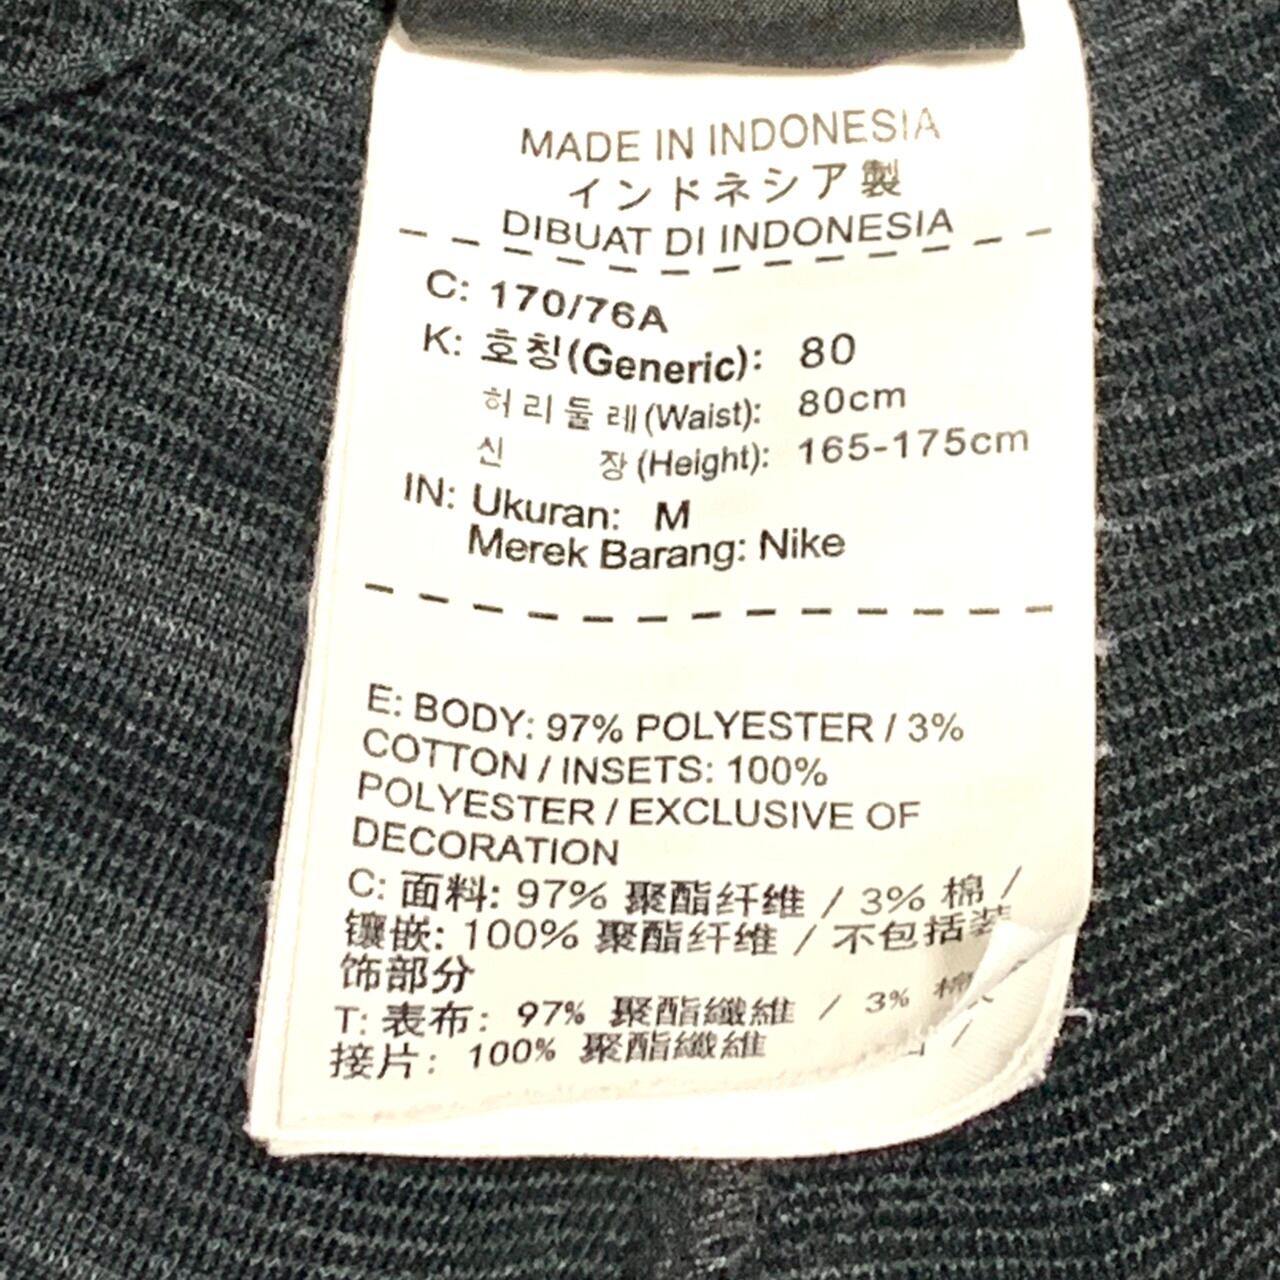 MADE IN INDONESIA
インドネシア製
DIBUAT DI INDONESIA
C: 170/76A
K: 호칭(Generic): 80
허리둘레(Waist): 80cm
신 장(Height): 165-175cm
IN: Ukuran: M
Merek Barang: Nike
E: BODY: 97% POLYESTER / 3%
COTTON / INSETS: 100%
POLYESTER / EXCLUSIVE OF
DECORATION
C: 面料: 97% 聚酯纤维 / 3% 棉 /
镶嵌: 100% 聚酯纤维 / 不包括装
饰部分
T: 表布: 97% 聚酯纖維 / 3% 棉
接片: 100% 聚酯纖維 /